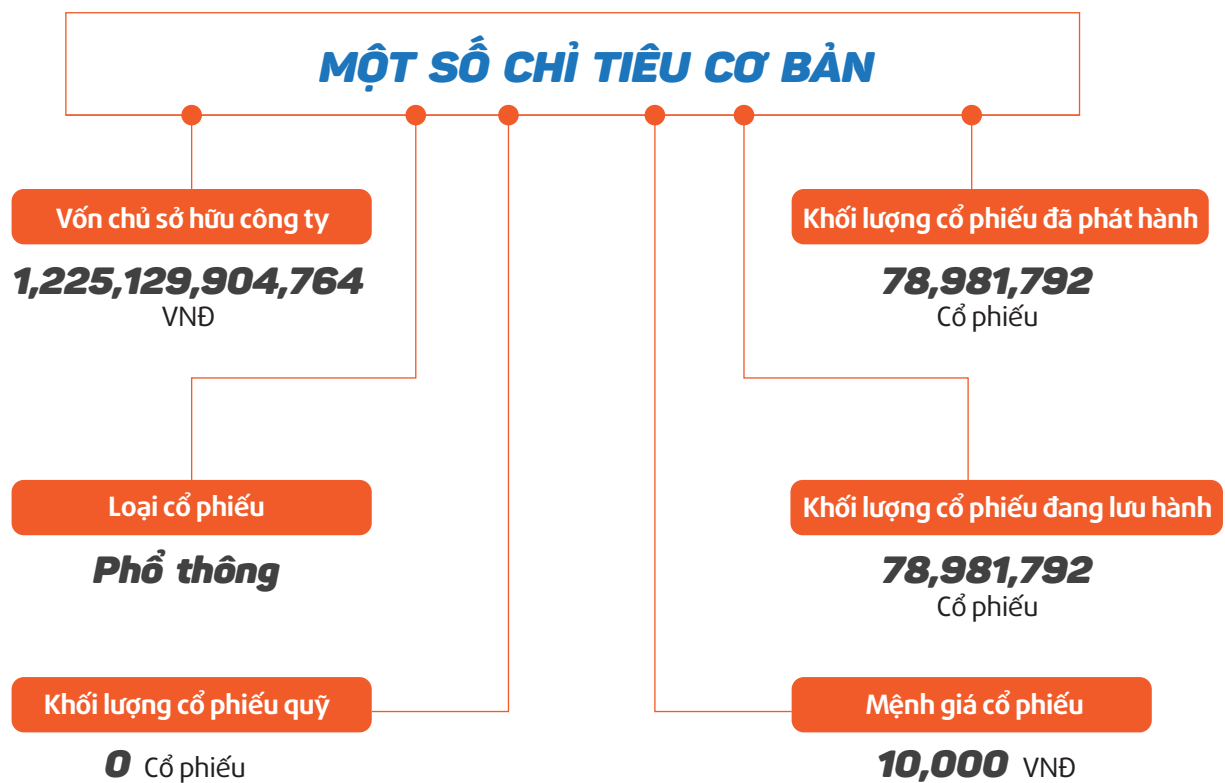 MỘT SỐ CHỈ TIÊU CƠ BẢN
Vốn chủ sở hữu công ty
1,225,129,904,764
VNĐ
Khối lượng cổ phiếu đã phát hành
78,981,792
Cổ phiếu
Loại cổ phiếu
Phổ thông
Khối lượng cổ phiếu đang lưu hành
78,981,792
Cổ phiếu
Khối lượng cổ phiếu quỹ
0 Cổ phiếu
Mệnh giá cổ phiếu
10,000 VNĐ